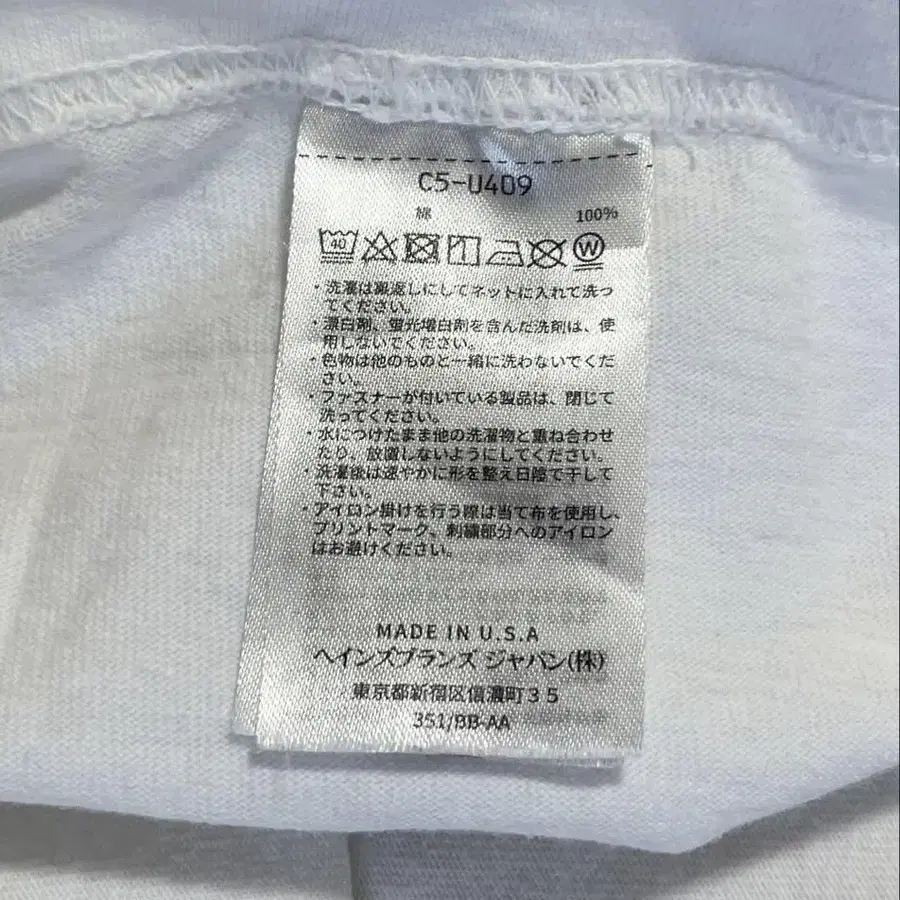 C5-U409
綿 100%
40
W
・洗濯は裏返しにしてネットに入れて洗っ
てください。
・漂白剤、蛍光増白剤を含んだ洗剤は、使
用しないでください。
・色物は他のものと一緒に洗わないでくだ
さい。
・ファスナーが付いている製品は、閉じて
洗ってください。
・水につけたまま他の洗濯物と重ね合わせ
たり、放置しないようにしてください。
・洗濯後は速やかに形を整え日陰で干して
下さい。
・アイロン掛けを行う際は当て布を使用し、
プリントマーク、刺繍部分へのアイロン
はお避けください。
MADE IN U.S.A
ヘインズブランズ ジャパン(株)
東京都新宿区信濃町35
351/BB-AA